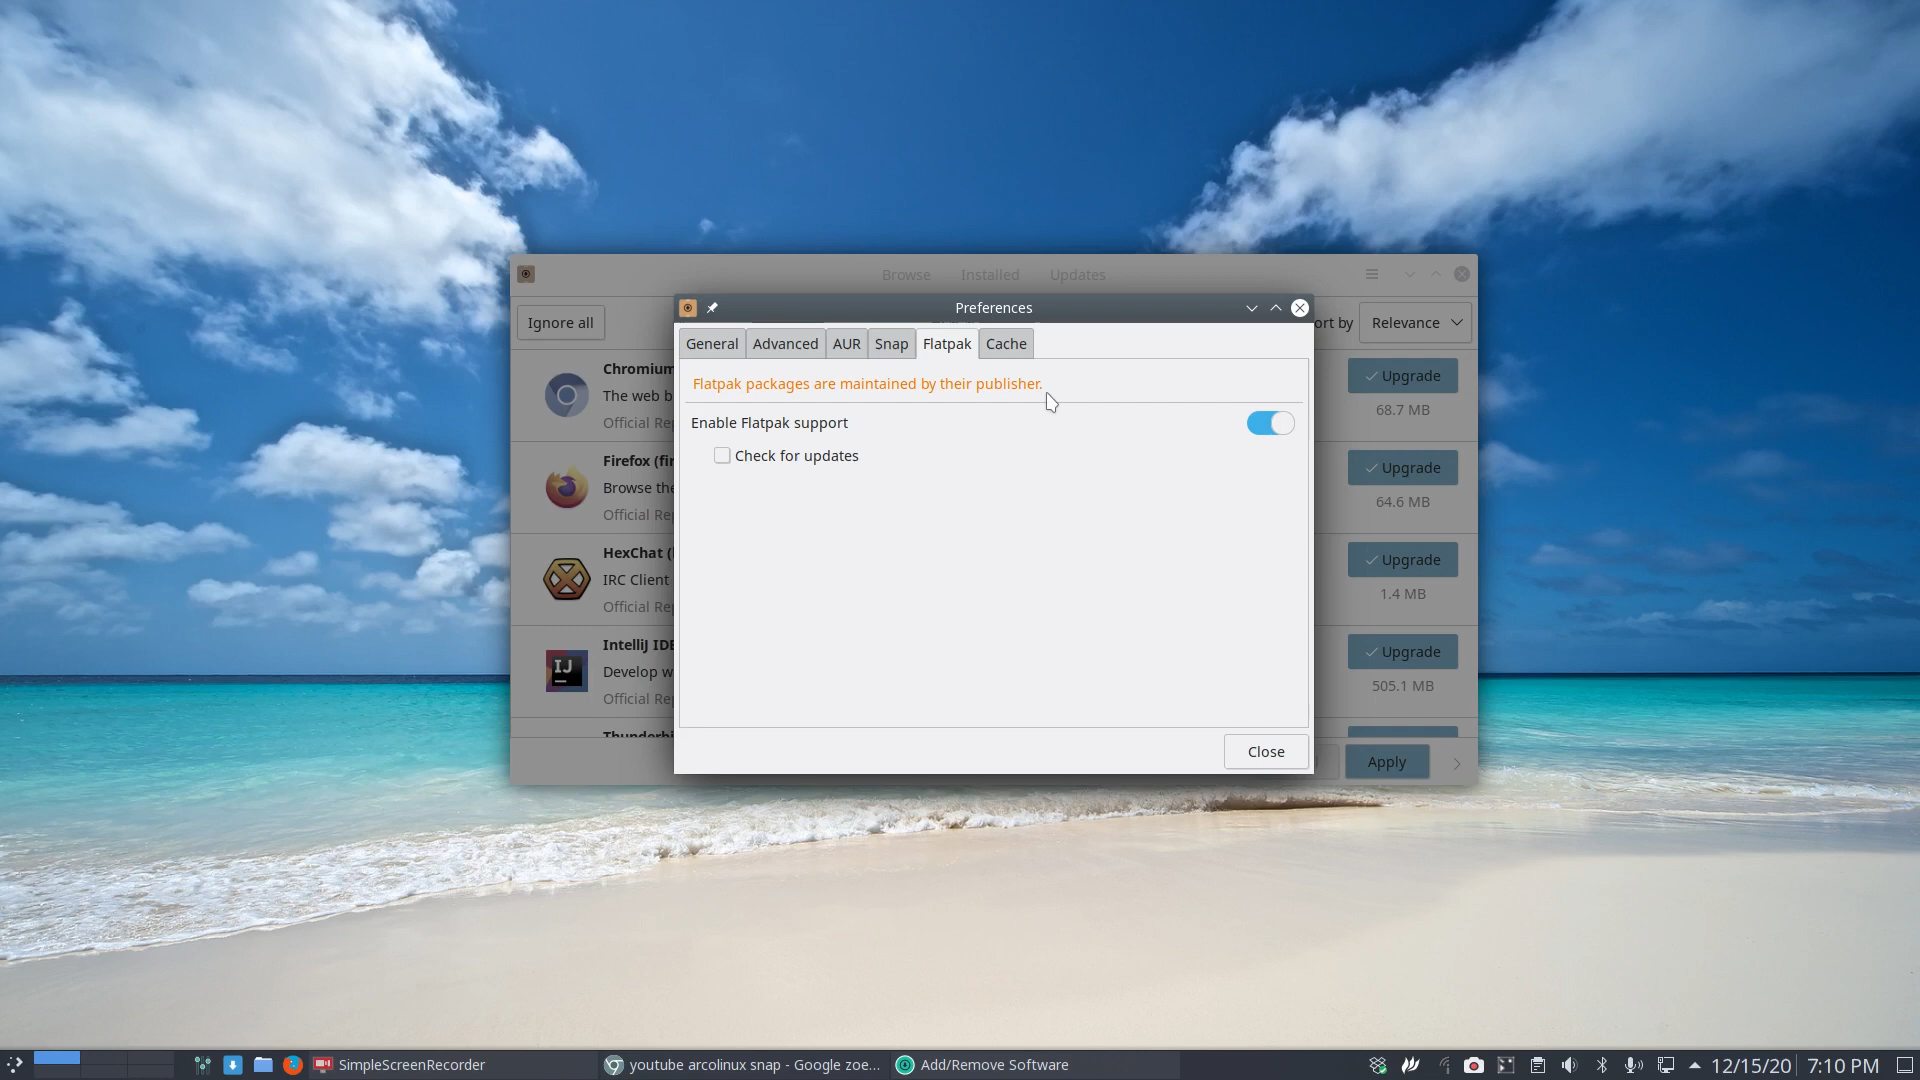 Browse Installed Updates
Ignore all
Sort by Relevance
Preferences
General Advanced AUR Snap Flatpak Cache
Flatpak packages are maintained by their publisher.
Enable Flatpak support
Check for updates
Close
Chromium
The web b
Official Re
Upgrade
68.7 MB
Firefox (fir
Browse the
Official Re
Upgrade
64.6 MB
HexChat (
IRC Client
Official Re
Upgrade
1.4 MB
IntelliJ IDE
Develop w
Official Re
Upgrade
505.1 MB
Thunderbi
Apply
SimpleScreenRecorder
youtube arcolinux snap - Google zoe...
Add/Remove Software
12/15/20 7:10 PM